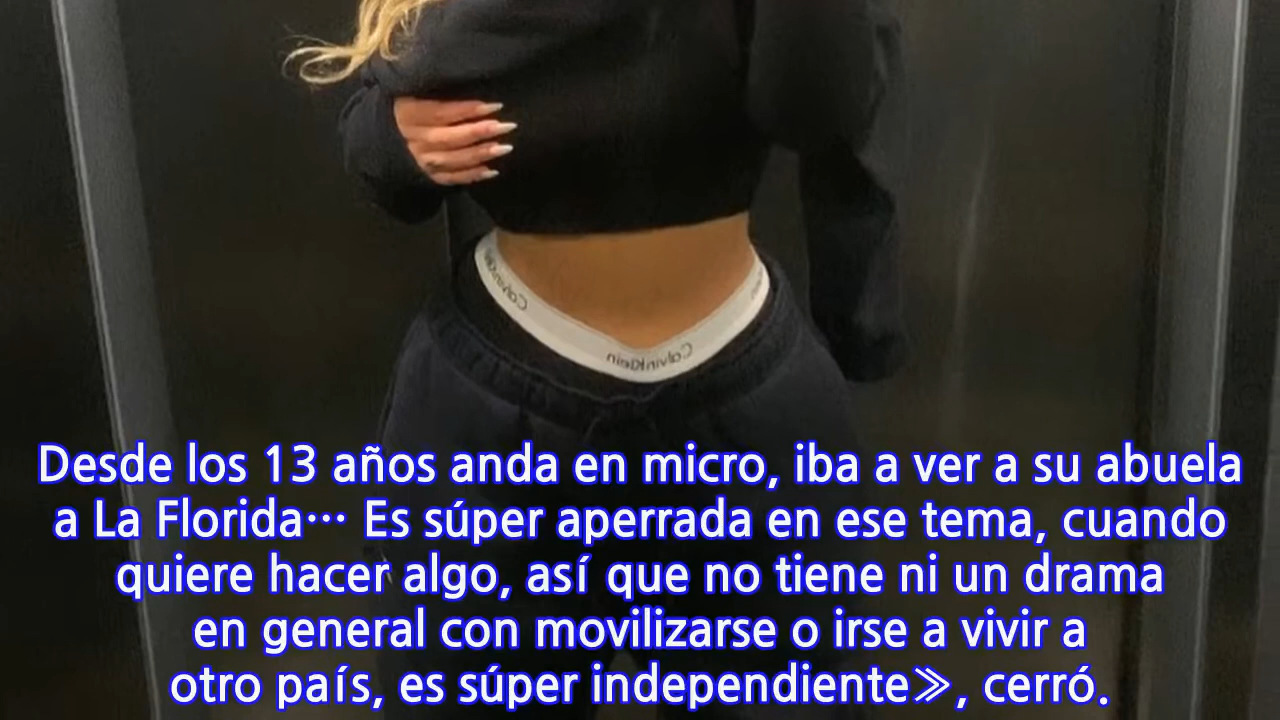 Calvin Klein
Desde los 13 años anda en micro, iba a ver a su abuela
a La Florida… Es súper aperrada en ese tema, cuando
quiere hacer algo, así que no tiene ni un drama
en general con movilizarse o irse a vivir a
otro país, es súper independiente», cerró.